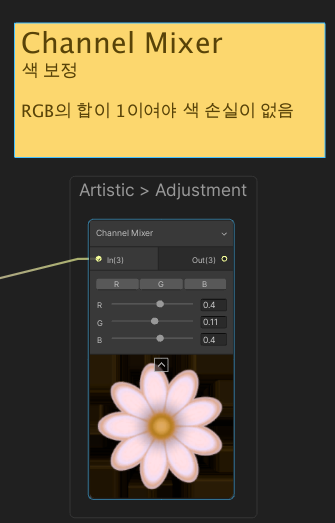 Channel Mixer
색 보정
RGB의 합이 1이여야 색 손실이 없음
Artistic > Adjustment
Channel Mixer
In(3) Out(3)
R G B
R 0.4
G 0.11
B 0.4